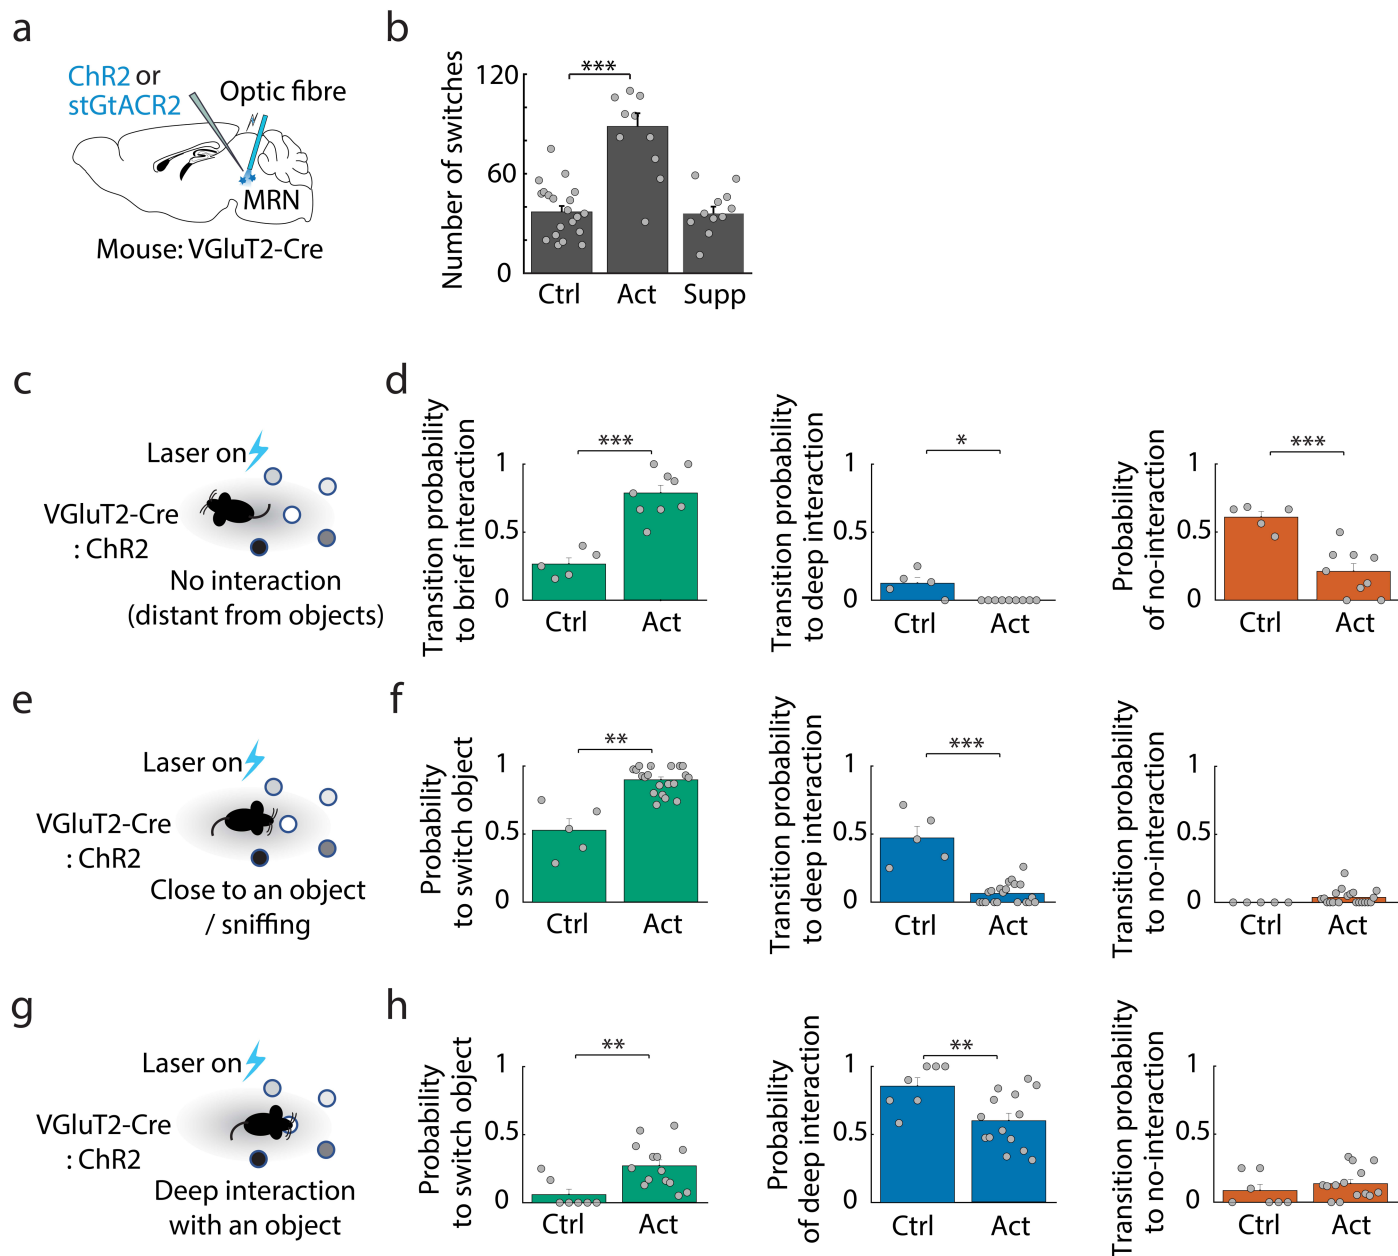 a
ChR2 or
stGtACR2
Optic fibre
MRN
Mouse: VGluT2-Cre
b
Number of switches
120
60
0
***
Ctrl
Act
Supp
c
Laser on
VGluT2-Cre
: ChR2
No interaction
(distant from objects)
d
Transition probability
to brief interaction
1
0.5
0
***
Ctrl
Act
Transition probability
to deep interaction
1
0.5
0
*
Ctrl
Act
Probability
of no-interaction
1
0.5
0
***
Ctrl
Act
e
Laser on
VGluT2-Cre
: ChR2
Close to an object
/ sniffing
f
Probability
to switch object
1
0.5
0
**
Ctrl
Act
Transition probability
to deep interaction
1
0.5
0
***
Ctrl
Act
Transition probability
to no-interaction
1
0.5
0
Ctrl
Act
g
Laser on
VGluT2-Cre
: ChR2
Deep interaction
with an object
h
Probability
to switch object
1
0.5
0
**
Ctrl
Act
Probability
of deep interaction
1
0.5
0
**
Ctrl
Act
Transition probability
to no-interaction
1
0.5
0
Ctrl
Act